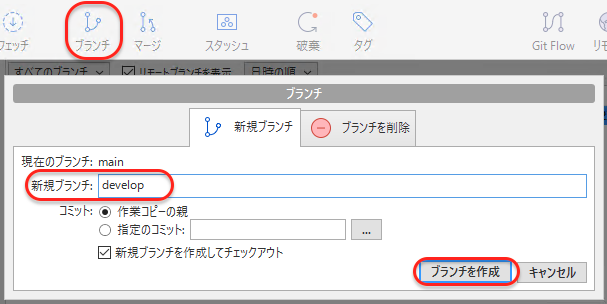 フェッチ ブランチ マージ スタッシュ 破棄 タグ Git Flow リモ
すべてのブランチ リモートブランチを表示 日時の順
ブランチ
新規ブランチ ブランチを削除
現在のブランチ: main
新規ブランチ: develop
コミット: 作業コピーの親
指定のコミット: ...
新規ブランチを作成してチェックアウト
ブランチを作成 キャンセル